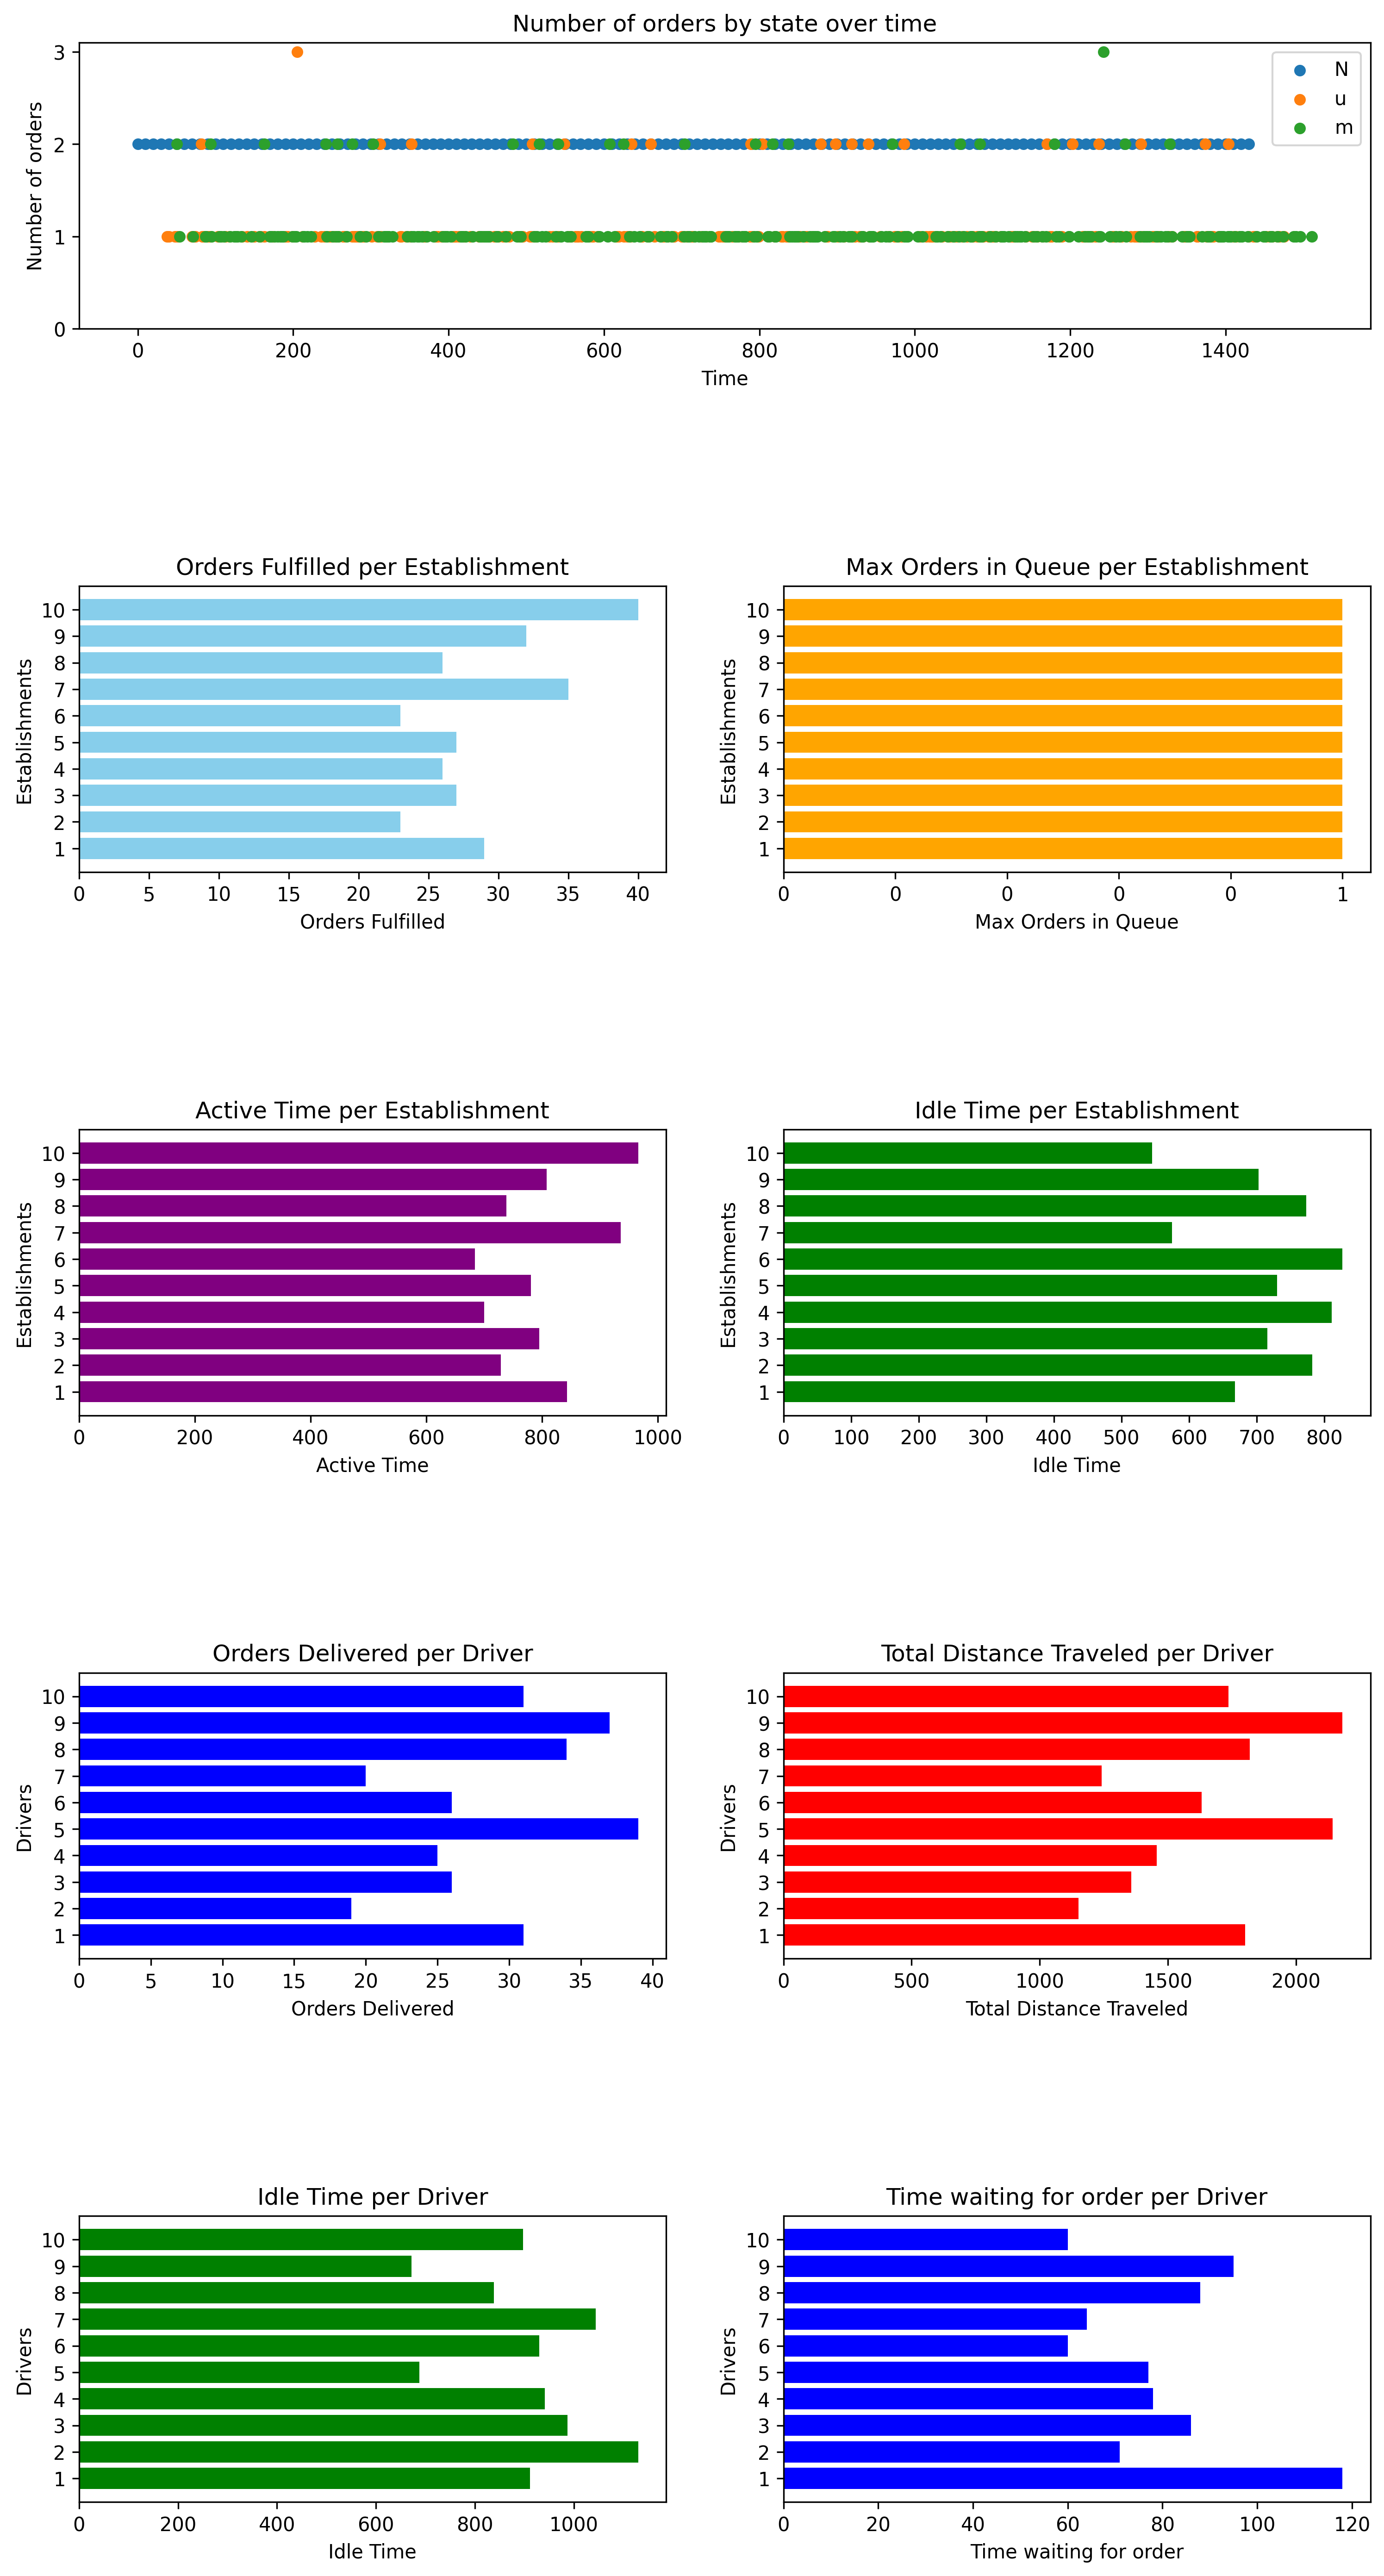 Number of orders by state over time
Number of orders
3
2
1
0
N
u
m
0 200 400 600 800 1000 1200 1400
Time
Orders Fulfilled per Establishment
Establishments
10
9
8
7
6
5
4
3
2
1
0 5 10 15 20 25 30 35 40
Orders Fulfilled
Max Orders in Queue per Establishment
Establishments
10
9
8
7
6
5
4
3
2
1
0 0 0 0 0 1
Max Orders in Queue
Active Time per Establishment
Establishments
10
9
8
7
6
5
4
3
2
1
0 200 400 600 800 1000
Active Time
Idle Time per Establishment
Establishments
10
9
8
7
6
5
4
3
2
1
0 100 200 300 400 500 600 700 800
Idle Time
Orders Delivered per Driver
Drivers
10
9
8
7
6
5
4
3
2
1
0 5 10 15 20 25 30 35 40
Orders Delivered
Total Distance Traveled per Driver
Drivers
10
9
8
7
6
5
4
3
2
1
0 500 1000 1500 2000
Total Distance Traveled
Idle Time per Driver
Drivers
10
9
8
7
6
5
4
3
2
1
0 200 400 600 800 1000
Idle Time
Time waiting for order per Driver
Drivers
10
9
8
7
6
5
4
3
2
1
0 20 40 60 80 100 120
Time waiting for order